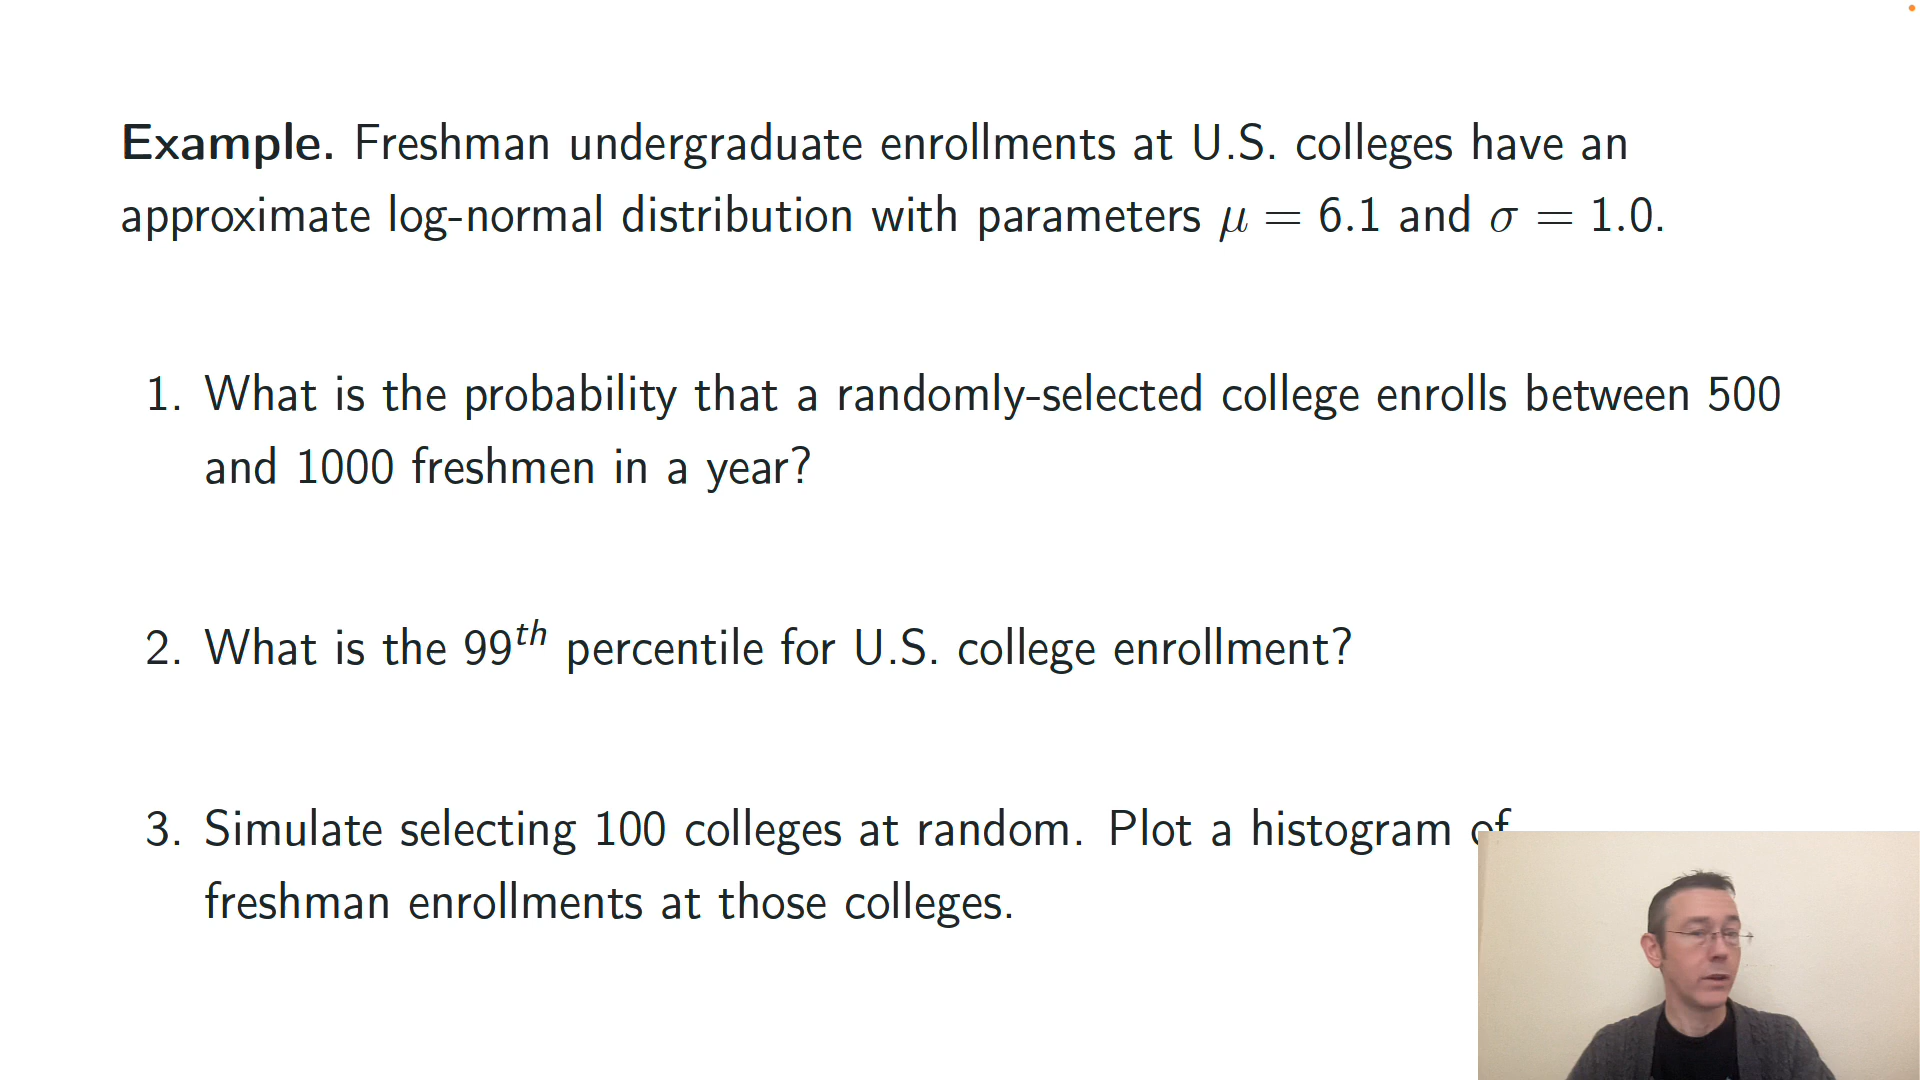 Example. Freshman undergraduate enrollments at U.S. colleges have an
approximate log-normal distribution with parameters μ = 6.1 and σ = 1.0.
1. What is the probability that a randomly-selected college enrolls between 500
and 1000 freshmen in a year?
2. What is the 99th percentile for U.S. college enrollment?
3. Simulate selecting 100 colleges at random. Plot a histogram of
freshman enrollments at those colleges.